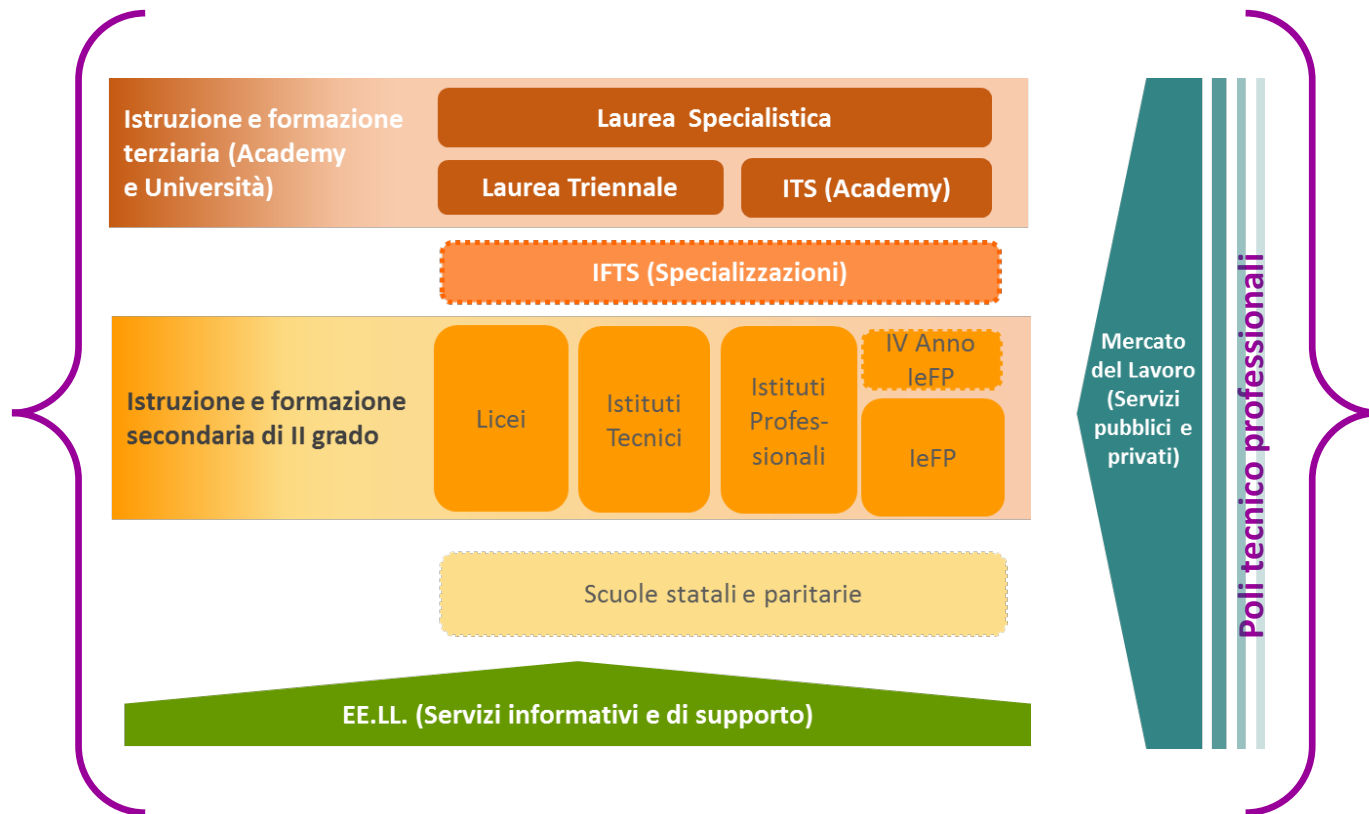 Istruzione e formazione
terziaria (Academy
e Università)
Laurea Specialistica
Laurea Triennale
ITS (Academy)
IFTS (Specializzazioni)
Istruzione e formazione
secondaria di II grado
Licei
Istituti
Tecnici
Istituti
Profes-
sionali
IV Anno
IeFP
IeFP
Scuole statali e paritarie
EE.LL. (Servizi informativi e di supporto)
Mercato
del Lavoro
(Servizi
pubblici e
privati)
Poli tecnico professionali